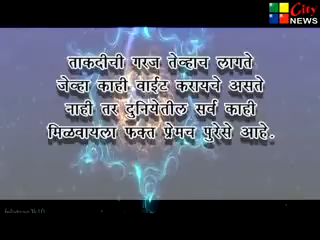 City
NEWS
ताकदीची गरज तेव्हाच लागते
जेव्हा काही वाईट करायचे असते
नाही तर दुनियेतील सर्व काही
मिळवायला फक्त प्रेमच पुरेसे आहे.